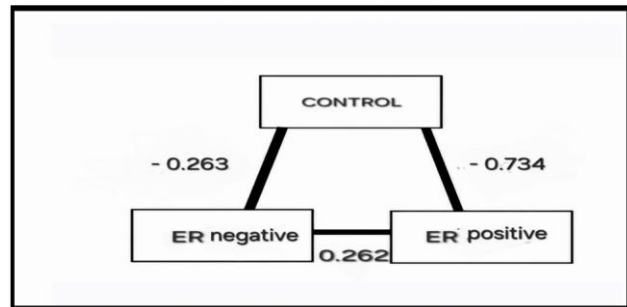 CONTROL
- 0.263
- 0.734
ER negative
ER positive
0.262